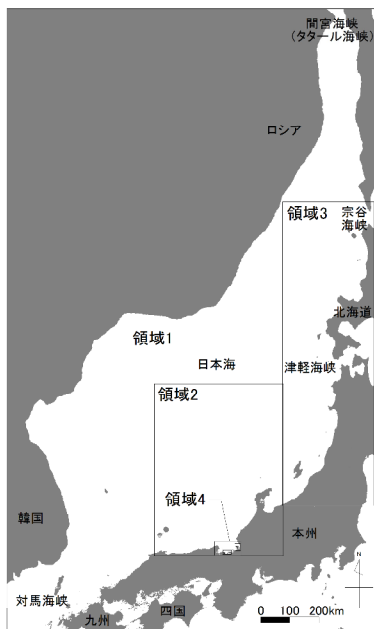 間宮海峡
(タタール海峡)
ロシア
領域3
宗谷
海峡
北海道
領域1
日本海
津軽海峡
領域2
領域4
韓国
本州
N
対馬海峡
四国
九州
0 100 200km